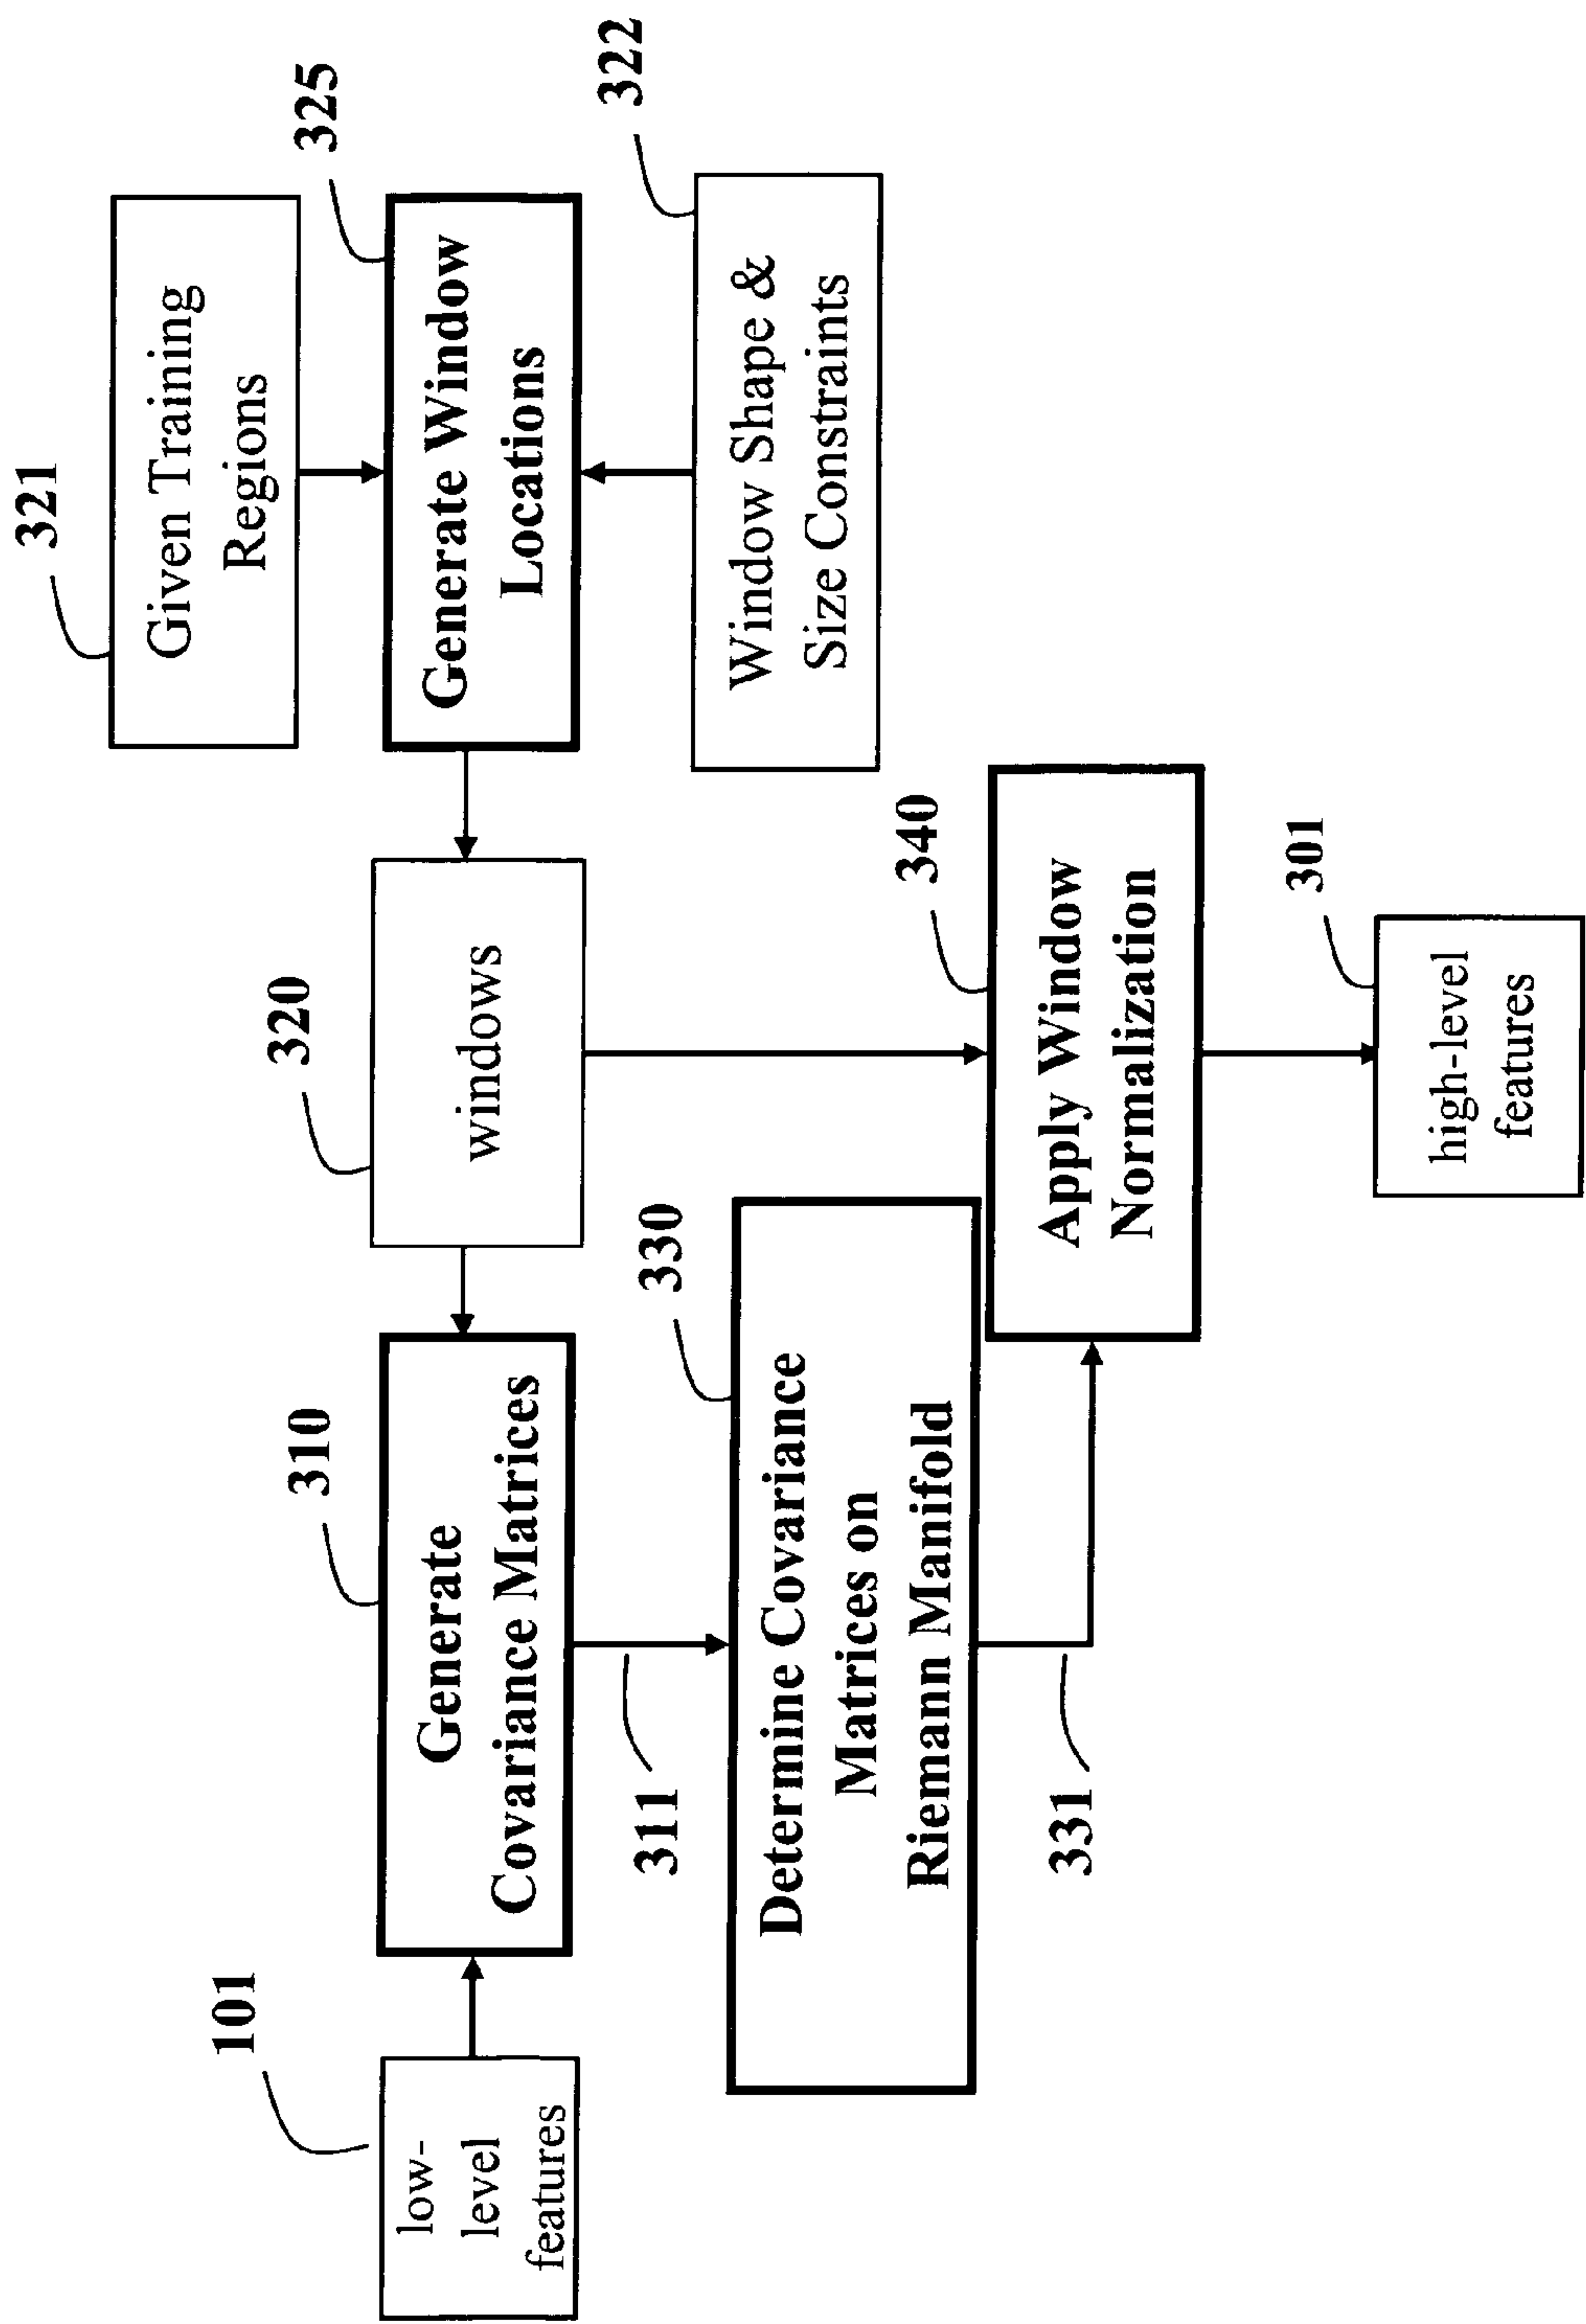 321
Given Training
Regions
325
Generate Window
Locations
322
Window Shape &
Size Constraints
320
windows
310
Generate
Covariance Matrices
101
low-
level
features
311
330
Determine Covariance
Matrices on
Riemann Manifold
331
340
Apply Window
Normalization
301
high-level
features